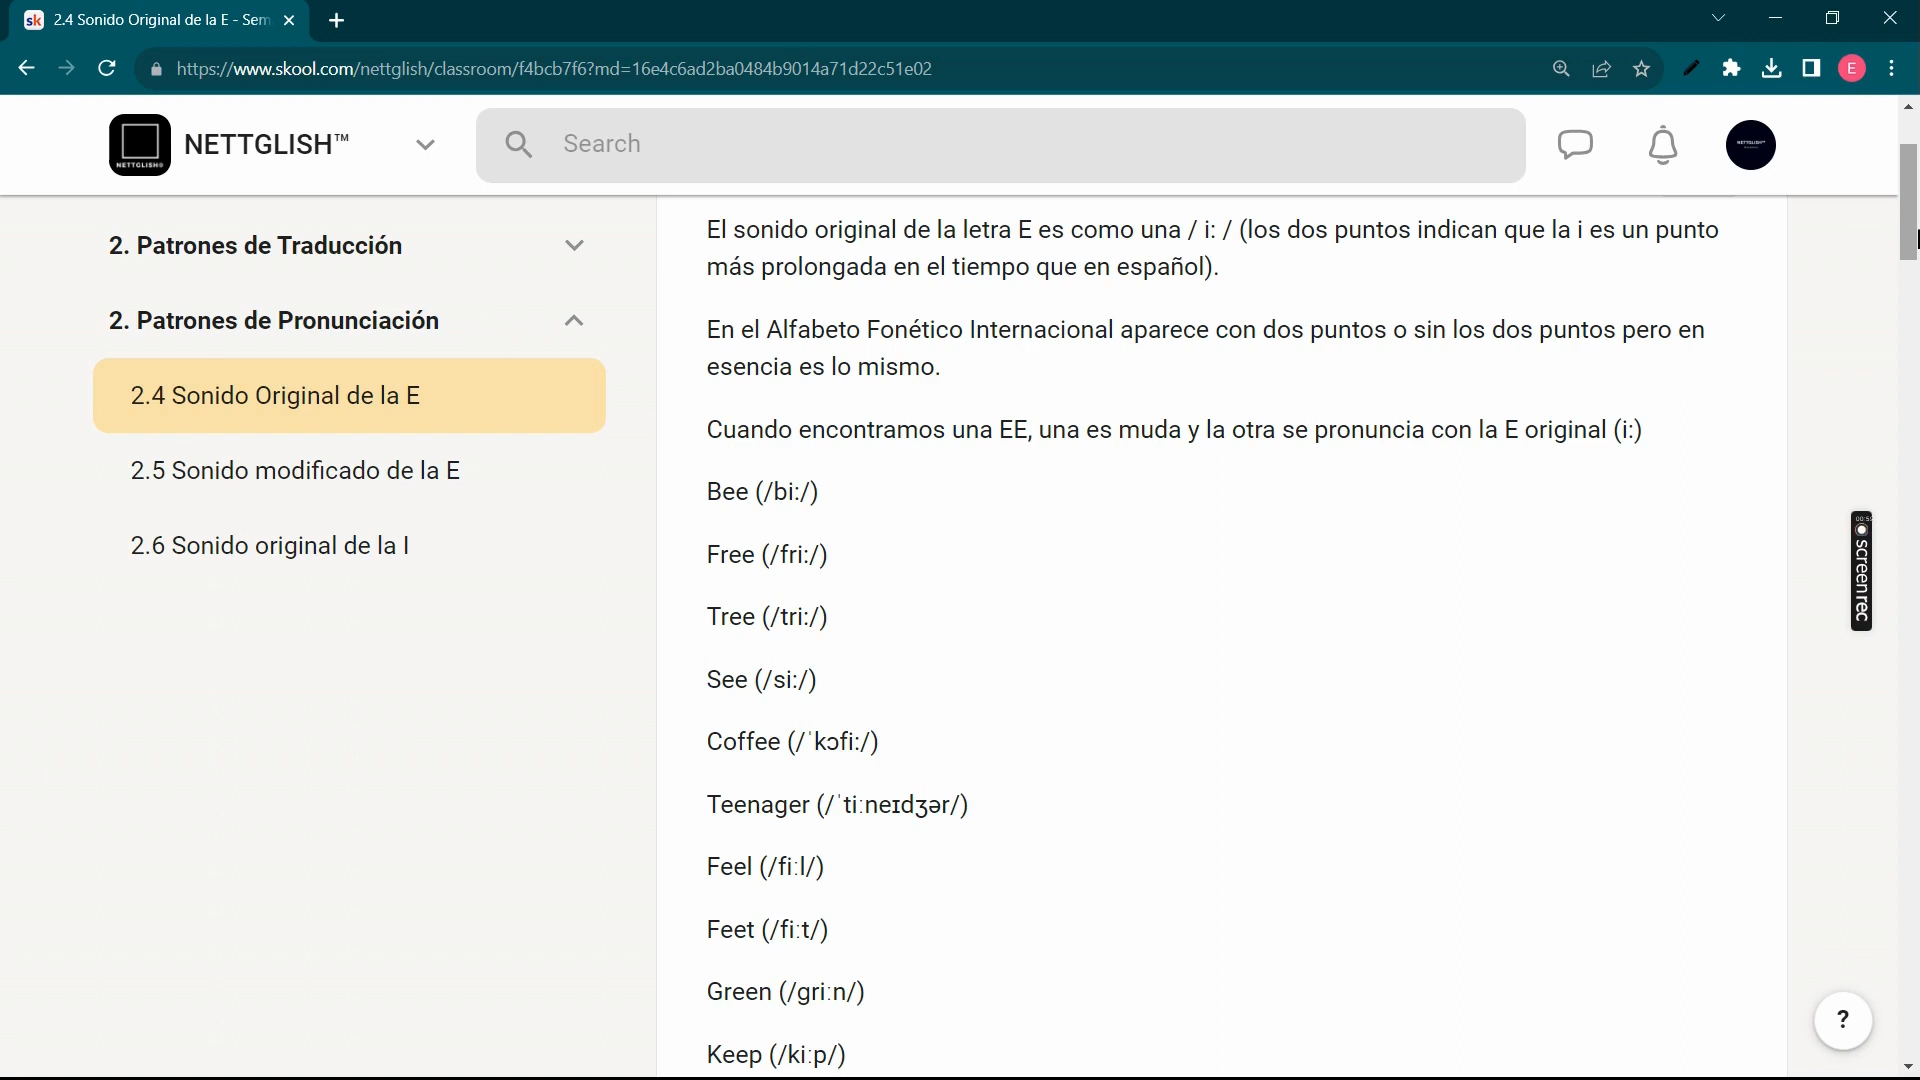 2.4 Sonido Original de la E - Sem
https://www.skool.com/nettglish/classroom/f4bcb7f6?md=16e4c6ad2ba0484b9014a71d22c51e02
E
NETTGLISH™
Search
2. Patrones de Traducción
2. Patrones de Pronunciación
2.4 Sonido Original de la E
2.5 Sonido modificado de la E
2.6 Sonido original de la I
El sonido original de la letra E es como una / i: / (los dos puntos indican que la i es un punto
más prolongada en el tiempo que en español).
En el Alfabeto Fonético Internacional aparece con dos puntos o sin los dos puntos pero en
esencia es lo mismo.
Cuando encontramos una EE, una es muda y la otra se pronuncia con la E original (i:)
Bee (/bi:/)
Free (/fri:/)
Tree (/tri:/)
See (/si:/)
Coffee (/ˈkɔfi:/)
Teenager (/ˈtiːneɪdʒər/)
Feel (/fiːl/)
Feet (/fiːt/)
Green (/griːn/)
Keep (/kiːp/)
screenrec
?